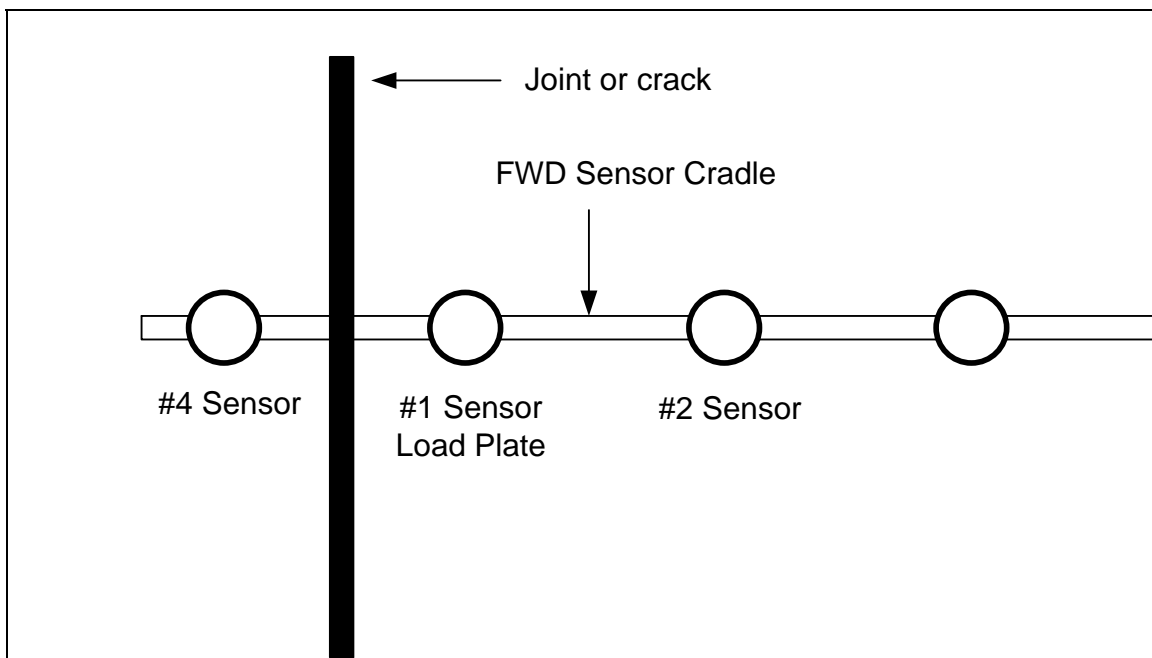 Joint or crack
FWD Sensor Cradle
#4 Sensor
#1 Sensor
Load Plate
#2 Sensor